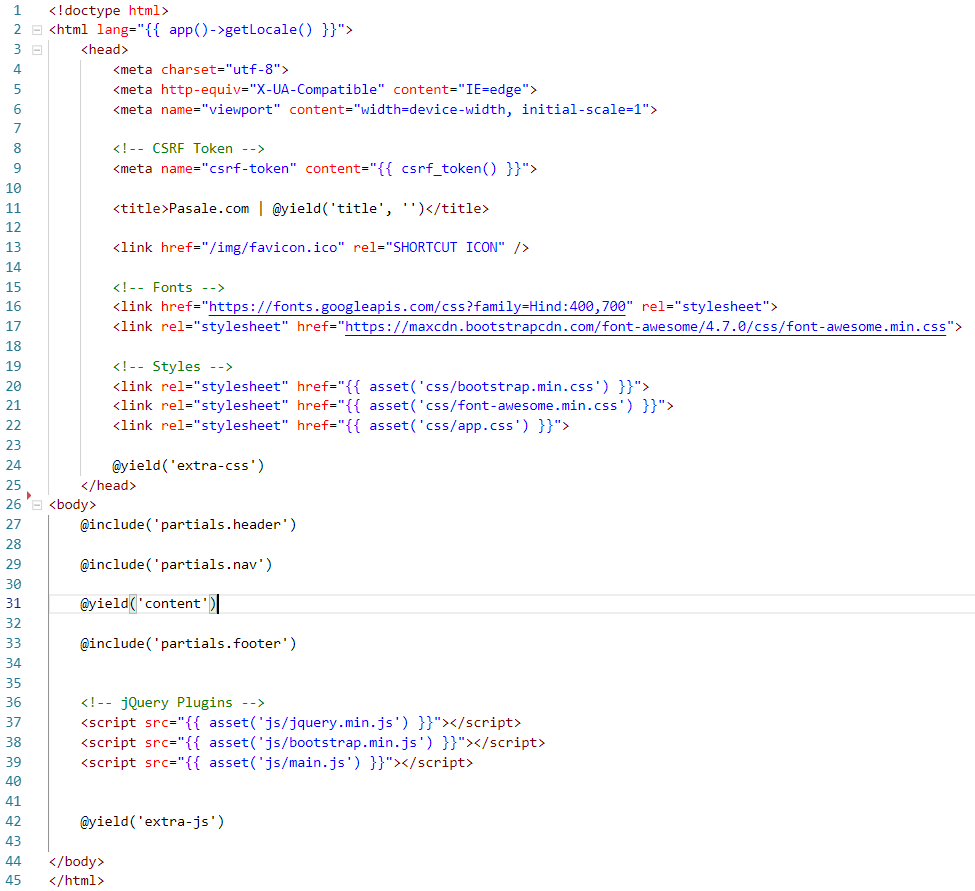 1 <!doctype html>
2 <html lang="{{ app()->getLocale() }}">
3 <head>
4 <meta charset="utf-8">
5 <meta http-equiv="X-UA-Compatible" content="IE=edge">
6 <meta name="viewport" content="width=device-width, initial-scale=1">
7
8 <!-- CSRF Token -->
9 <meta name="csrf-token" content="{{ csrf_token() }}">
10
11 <title>Pasale.com | @yield('title', '')</title>
12
13 <link href="/img/favicon.ico" rel="SHORTCUT ICON" />
14
15 <!-- Fonts -->
16 <link href="https://fonts.googleapis.com/css?family=Hind:400,700" rel="stylesheet">
17 <link rel="stylesheet" href="https://maxcdn.bootstrapcdn.com/font-awesome/4.7.0/css/font-awesome.min.css">
18
19 <!-- Styles -->
20 <link rel="stylesheet" href="{{ asset('css/bootstrap.min.css') }}">
21 <link rel="stylesheet" href="{{ asset('css/font-awesome.min.css') }}">
22 <link rel="stylesheet" href="{{ asset('css/app.css') }}">
23
24 @yield('extra-css')
25 </head>
26 <body>
27 @include('partials.header')
28
29 @include('partials.nav')
30
31 @yield('content')
32
33 @include('partials.footer')
34
35
36 <!-- jQuery Plugins -->
37 <script src="{{ asset('js/jquery.min.js') }}"></script>
38 <script src="{{ asset('js/bootstrap.min.js') }}"></script>
39 <script src="{{ asset('js/main.js') }}"></script>
40
41
42 @yield('extra-js')
43
44 </body>
45 </html>